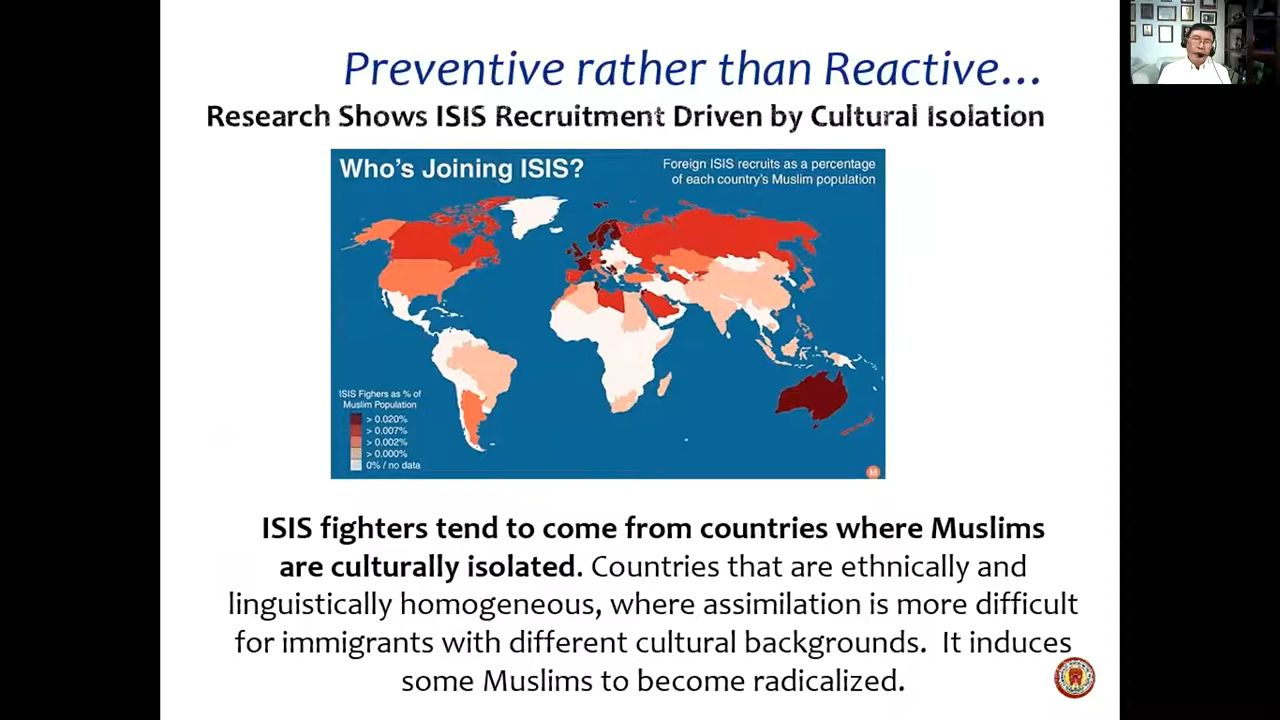 Preventive rather than Reactive...
Research Shows ISIS Recruitment Driven by Cultural Isolation
Who's Joining ISIS?
Foreign ISIS recruits as a percentage
of each country's Muslim population
ISIS Fighers as % of
Muslim Population
> 0.020%
> 0.007%
> 0.002%
> 0.000%
0% / no data
M
ISIS fighters tend to come from countries where Muslims
are culturally isolated. Countries that are ethnically and
linguistically homogeneous, where assimilation is more difficult
for immigrants with different cultural backgrounds. It induces
some Muslims to become radicalized.